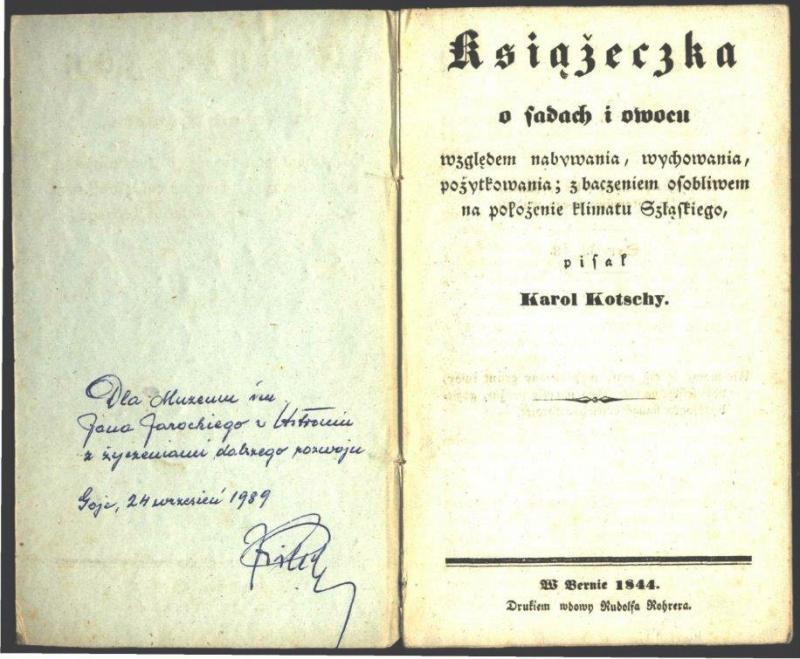 Dla Muzeum im.
Jana Jarockiego w Ustroniu
z życzeniami dalszego rozwoju
Goje, 24 wrzesień 1989
Książeczka
o sadach i owocu
względem nabywania, wychowania,
pożytkowania; z baczeniem osobliwem
na położenie klimatu Szląskiego,
pisał
Karol Kotschy.
W Bernie 1844.
Drukiem wdowy Rudolfa Rohrera.